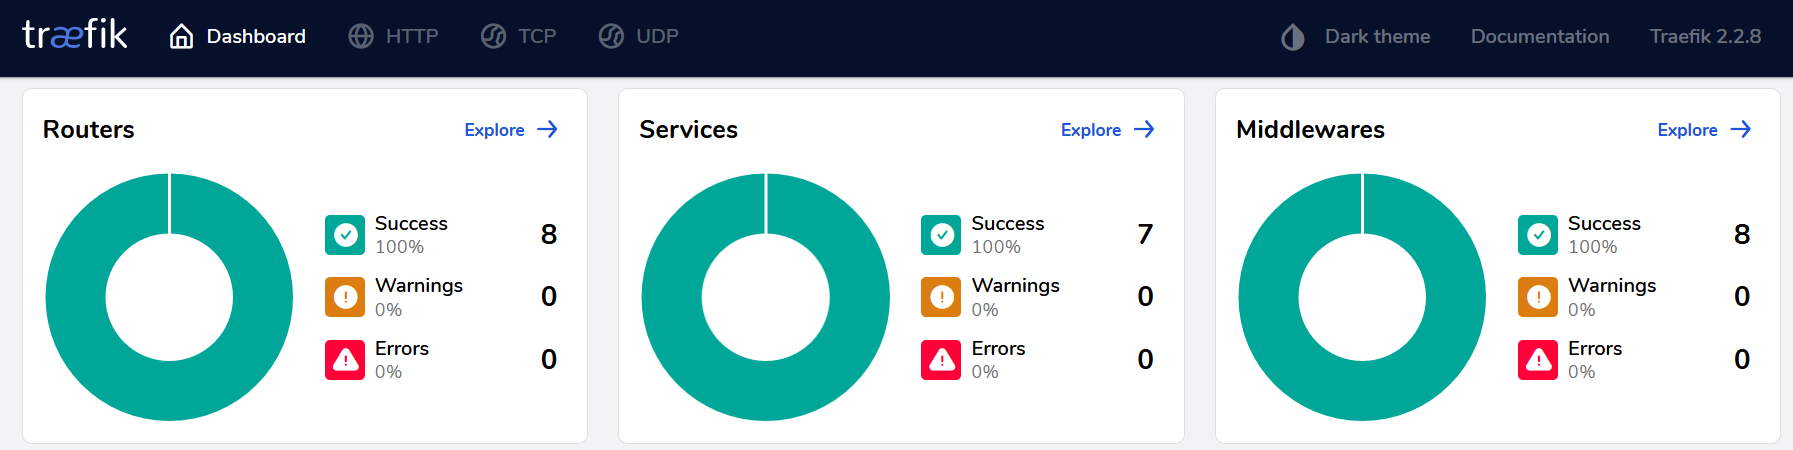 træfik Dashboard HTTP TCP UDP Dark theme Documentation Traefik 2.2.8
Routers Explore
Success 8
100%
Warnings 0
0%
Errors 0
0%
Services Explore
Success 7
100%
Warnings 0
0%
Errors 0
0%
Middlewares Explore
Success 8
100%
Warnings 0
0%
Errors 0
0%